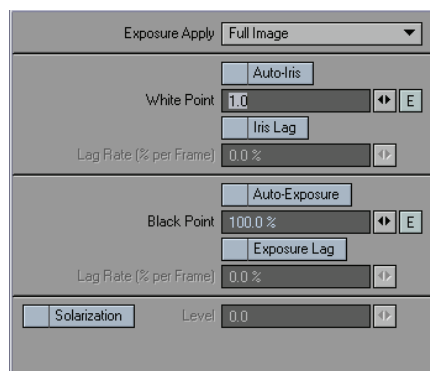 Exposure Apply Full Image
Auto-Iris
White Point 1.0 E
Iris Lag
Lag Rate (% per Frame) 0.0 %
Auto-Exposure
Black Point 100.0 % E
Exposure Lag
Lag Rate (% per Frame) 0.0 %
Solarization Level 0.0